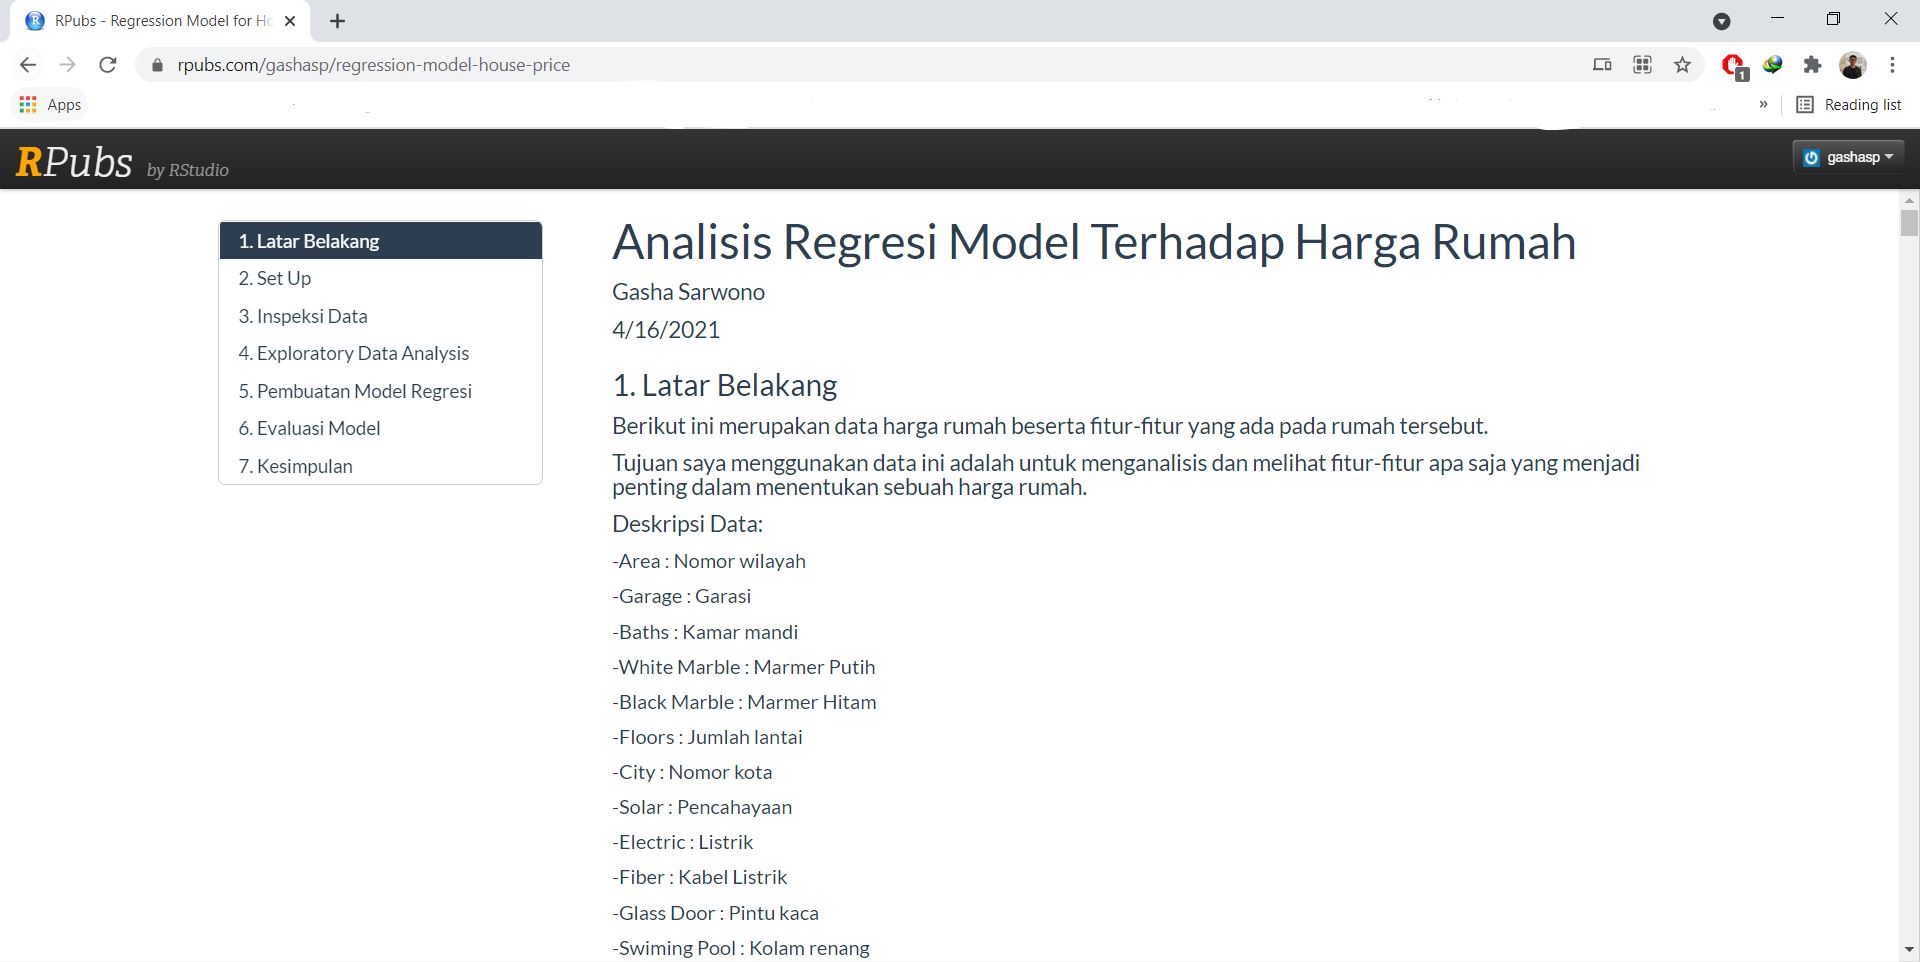 RPubs - Regression Model for Ho
rpubs.com/gashasp/regression-model-house-price
1
Apps
»
Reading list
RPubs by RStudio
gashasp
1. Latar Belakang
2. Set Up
3. Inspeksi Data
4. Exploratory Data Analysis
5. Pembuatan Model Regresi
6. Evaluasi Model
7. Kesimpulan
Analisis Regresi Model Terhadap Harga Rumah
Gasha Sarwono
4/16/2021
1. Latar Belakang
Berikut ini merupakan data harga rumah beserta fitur-fitur yang ada pada rumah tersebut.
Tujuan saya menggunakan data ini adalah untuk menganalisis dan melihat fitur-fitur apa saja yang menjadi
penting dalam menentukan sebuah harga rumah.
Deskripsi Data:
-Area : Nomor wilayah
-Garage : Garasi
-Baths : Kamar mandi
-White Marble : Marmer Putih
-Black Marble : Marmer Hitam
-Floors : Jumlah lantai
-City : Nomor kota
-Solar : Pencahayaan
-Electric : Listrik
-Fiber : Kabel Listrik
-Glass Door : Pintu kaca
-Swiming Pool : Kolam renang